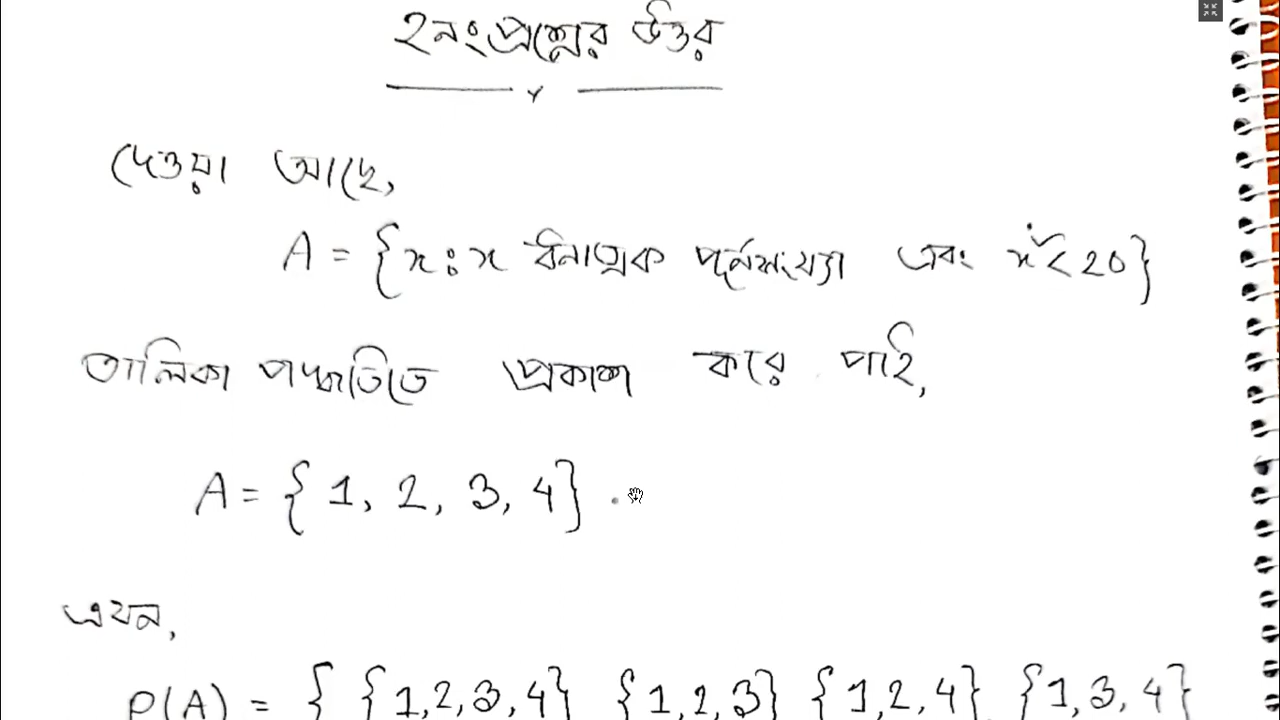 ২নং প্রশ্নের উত্তর
দেওয়া আছে,
A = {x : x ধনাত্মক পূর্নসংখ্যা এবং x² < 20}
তালিকা পদ্ধতিতে প্রকাশ করে পাই,
A = { 1, 2, 3, 4} .
এখন,
P(A) = { {1,2,3,4} {1,2,3} {1,2,4} {1,3,4}